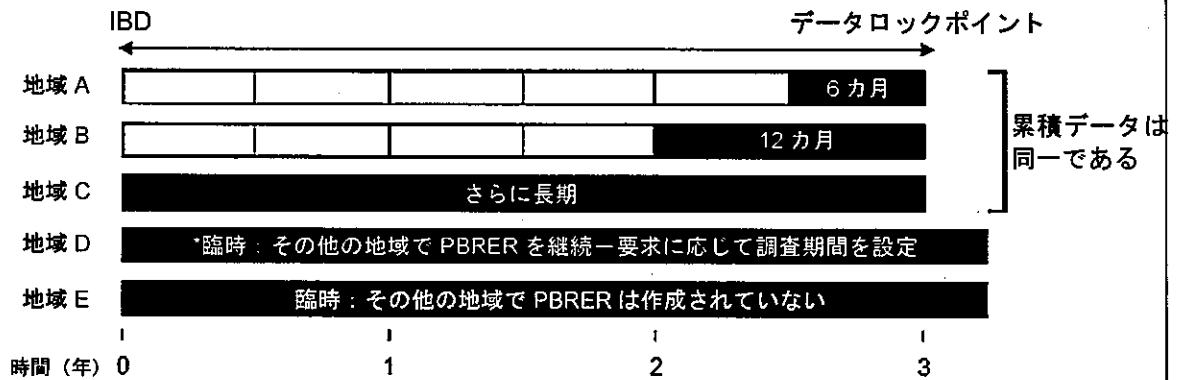 IBD データロックポイント
地域 A 6 カ月
地域 B 12 カ月
累積データは
同一である
地域 C さらに長期
地域 D *臨時：その他の地域で PBRER を継続－要求に応じて調査期間を設定
地域 E 臨時：その他の地域で PBRER は作成されていない
時間（年） 0 1 2 3